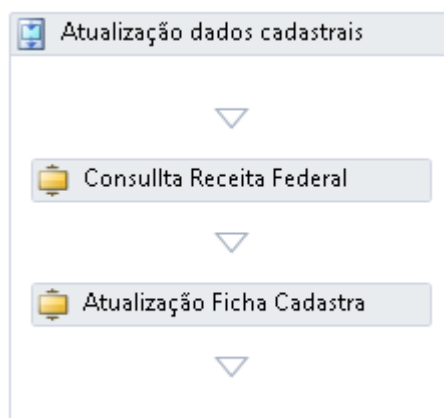 Atualização dados cadastrais
Consullta Receita Federal
Atualização Ficha Cadastra